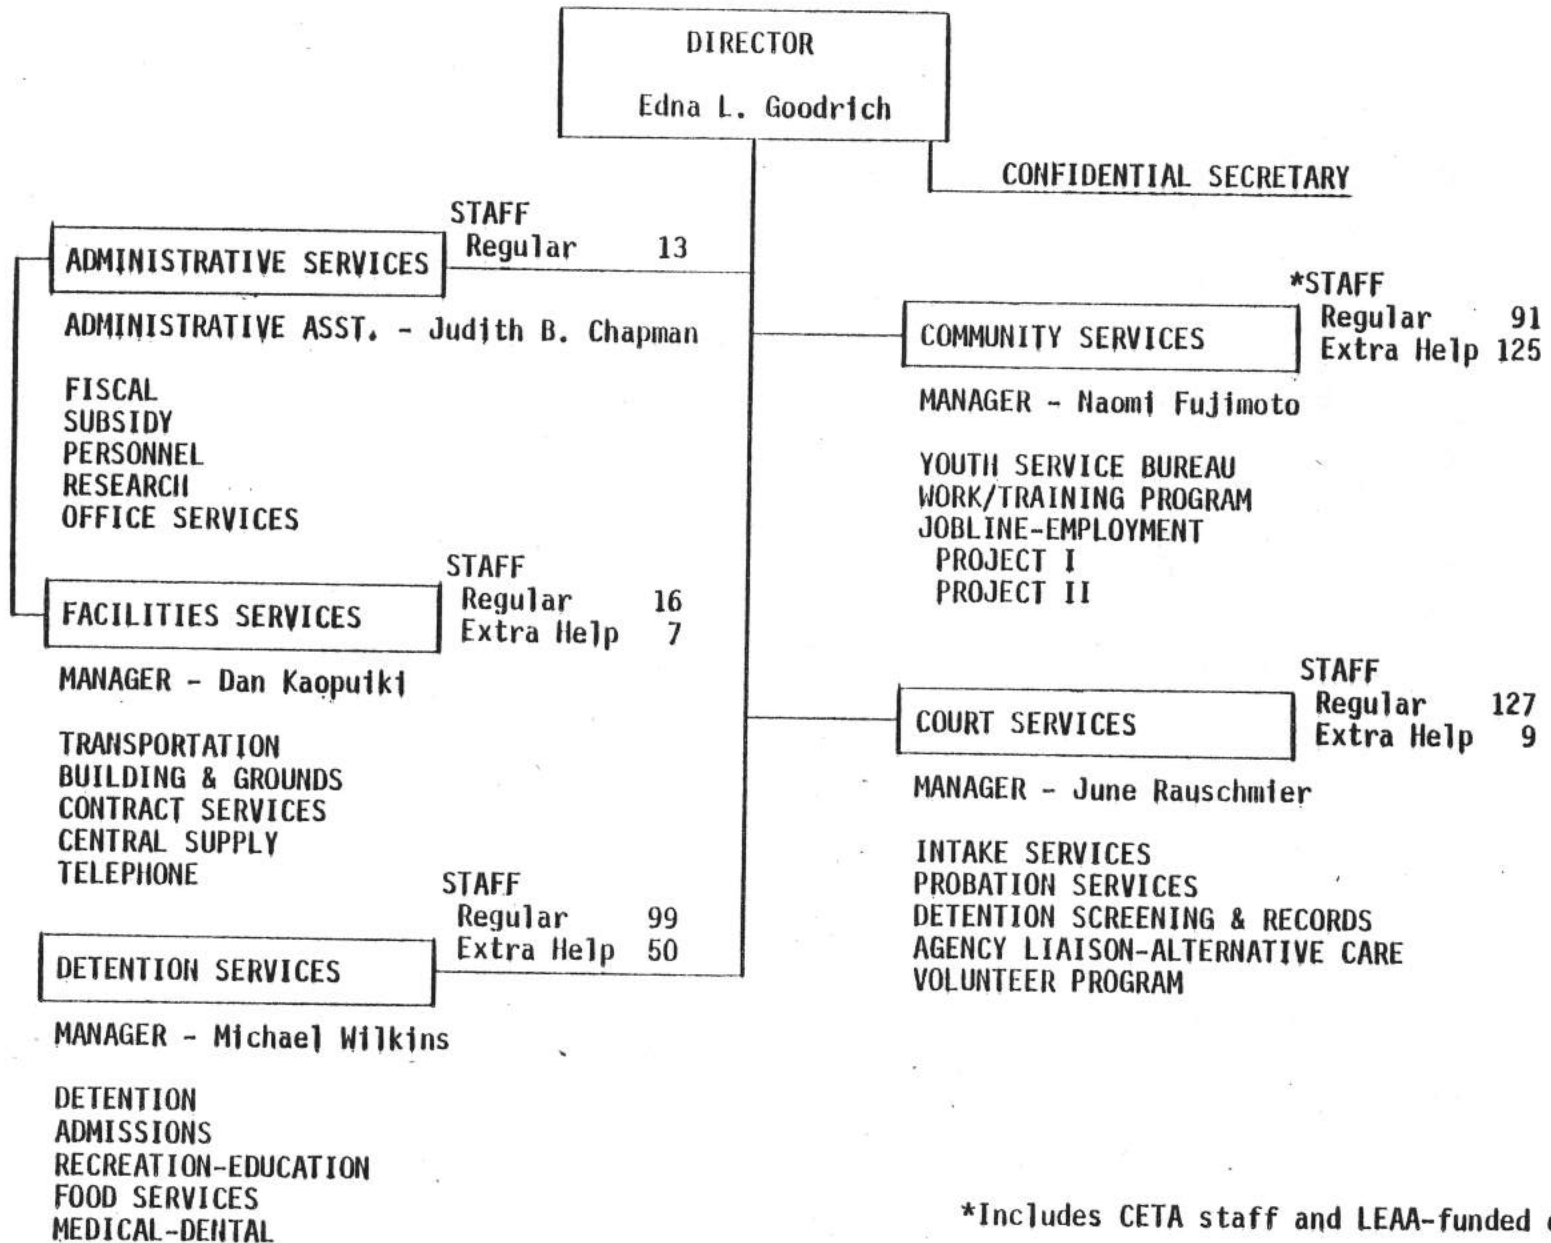 DIRECTOR
Edna L. Goodrich
CONFIDENTIAL SECRETARY
STAFF
Regular 13
ADMINISTRATIVE SERVICES
ADMINISTRATIVE ASST. - Judith B. Chapman
FISCAL
SUBSIDY
PERSONNEL
RESEARCH
OFFICE SERVICES
*STAFF
Regular 91
Extra Help 125
COMMUNITY SERVICES
MANAGER - Naomi Fujimoto
YOUTH SERVICE BUREAU
WORK/TRAINING PROGRAM
JOBLINE-EMPLOYMENT
PROJECT I
PROJECT II
STAFF
Regular 16
Extra Help 7
FACILITIES SERVICES
MANAGER - Dan Kaopuiki
TRANSPORTATION
BUILDING & GROUNDS
CONTRACT SERVICES
CENTRAL SUPPLY
TELEPHONE
STAFF
Regular 127
Extra Help 9
COURT SERVICES
MANAGER - June Rauschmier
INTAKE SERVICES
PROBATION SERVICES
DETENTION SCREENING & RECORDS
AGENCY LIAISON-ALTERNATIVE CARE
VOLUNTEER PROGRAM
STAFF
Regular 99
Extra Help 50
DETENTION SERVICES
MANAGER - Michael Wilkins
DETENTION
ADMISSIONS
RECREATION-EDUCATION
FOOD SERVICES
MEDICAL-DENTAL
*Includes CETA staff and LEAA-funded